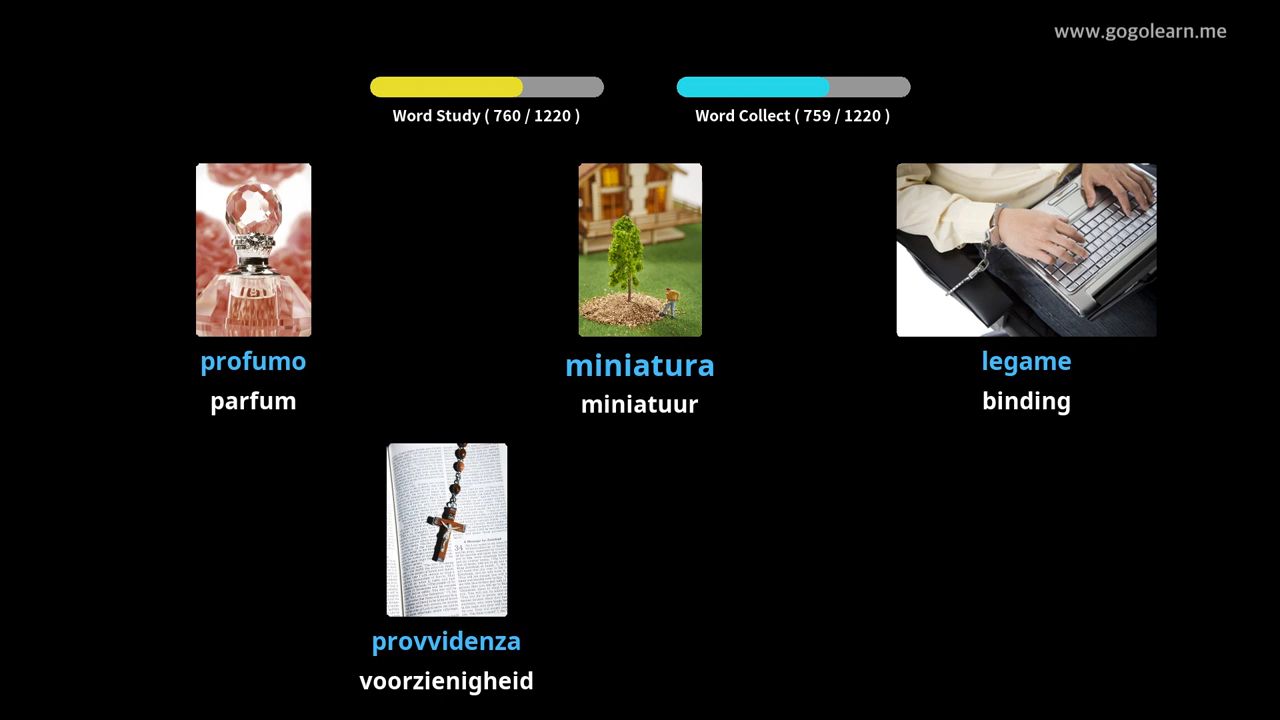 www.gogolearn.me
Word Study ( 760 / 1220 )
Word Collect ( 759 / 1220 )
profumo
parfum
miniatura
miniatuur
legame
binding
34
provvidenza
voorzienigheid